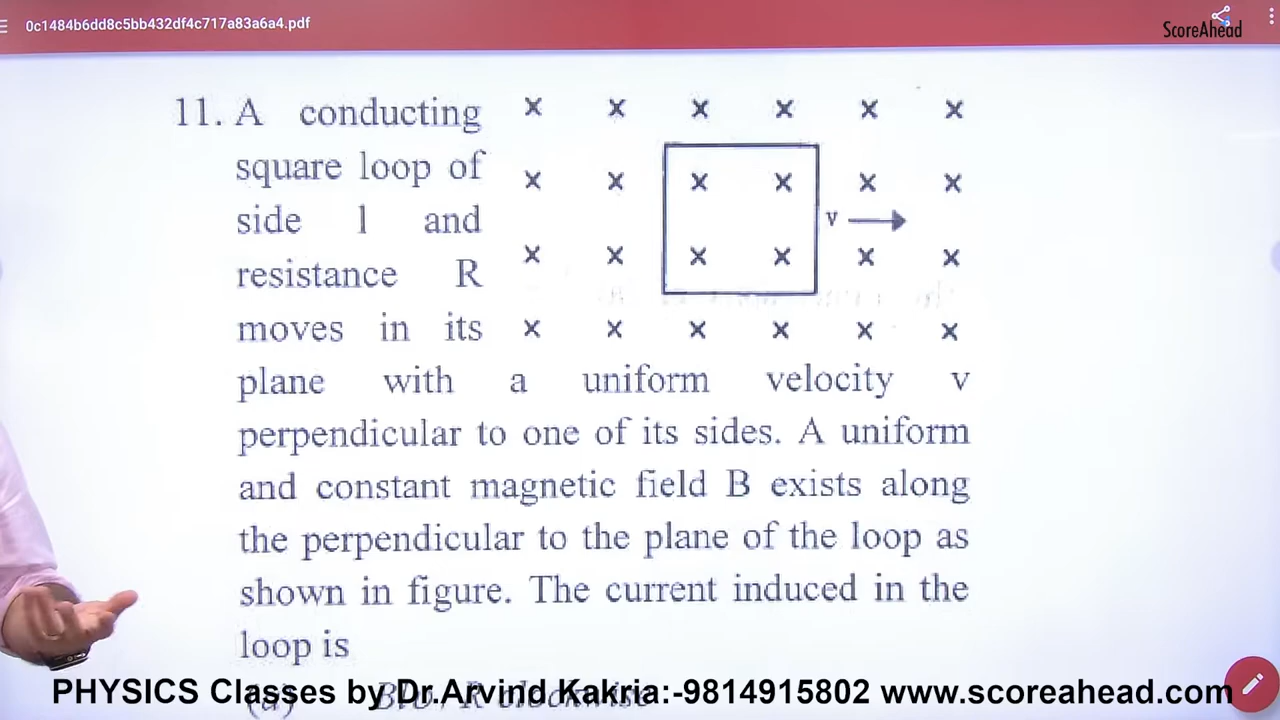 0c1484b6dd8c5bb432df4c717a83a6a4.pdf
ScoreAhead
11. A conducting
square loop of
side l and
resistance R
moves in its
plane with a uniform velocity v
perpendicular to one of its sides. A uniform
and constant magnetic field B exists along
the perpendicular to the plane of the loop as
shown in figure. The current induced in the
loop is
x x x x x x
x x x x x x
v
x x x x x x
x x x x x x
(a) Blv/R clockwise
PHYSICS Classes by Dr.Arvind Kakria:-9814915802 www.scoreahead.com